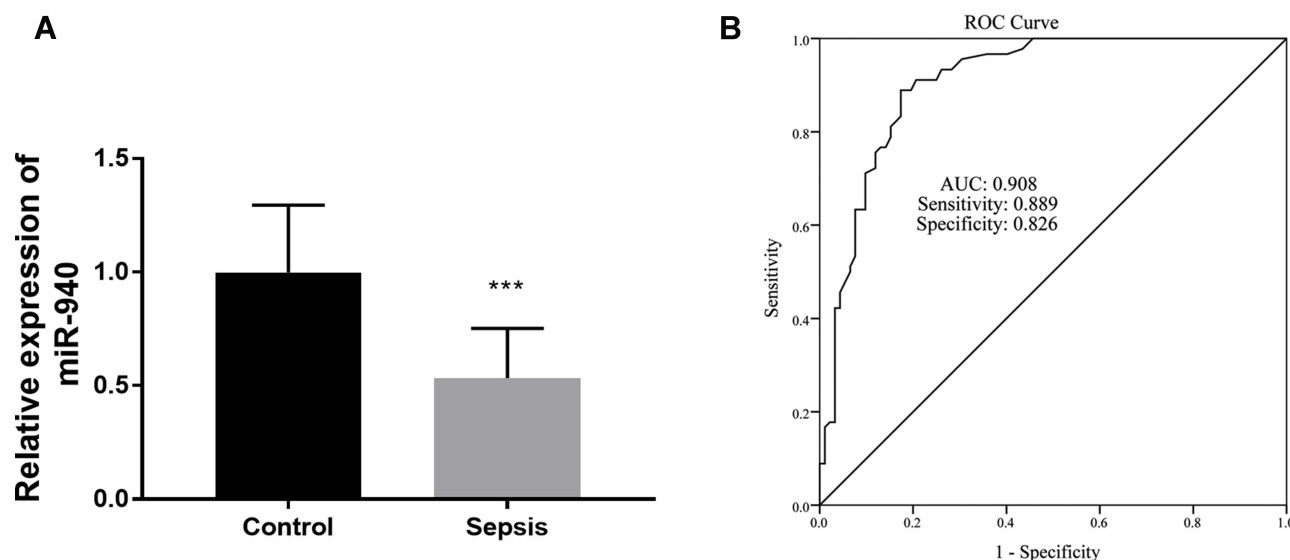 A
Relative expression of
miR-940
1.5
1.0
0.5
0.0
***
Control
Sepsis
B
ROC Curve
1.0
0.8
0.6
0.4
0.2
0.0
Sensitivity
AUC: 0.908
Sensitivity: 0.889
Specificity: 0.826
0.0
0.2
0.4
0.6
0.8
1.0
1 - Specificity